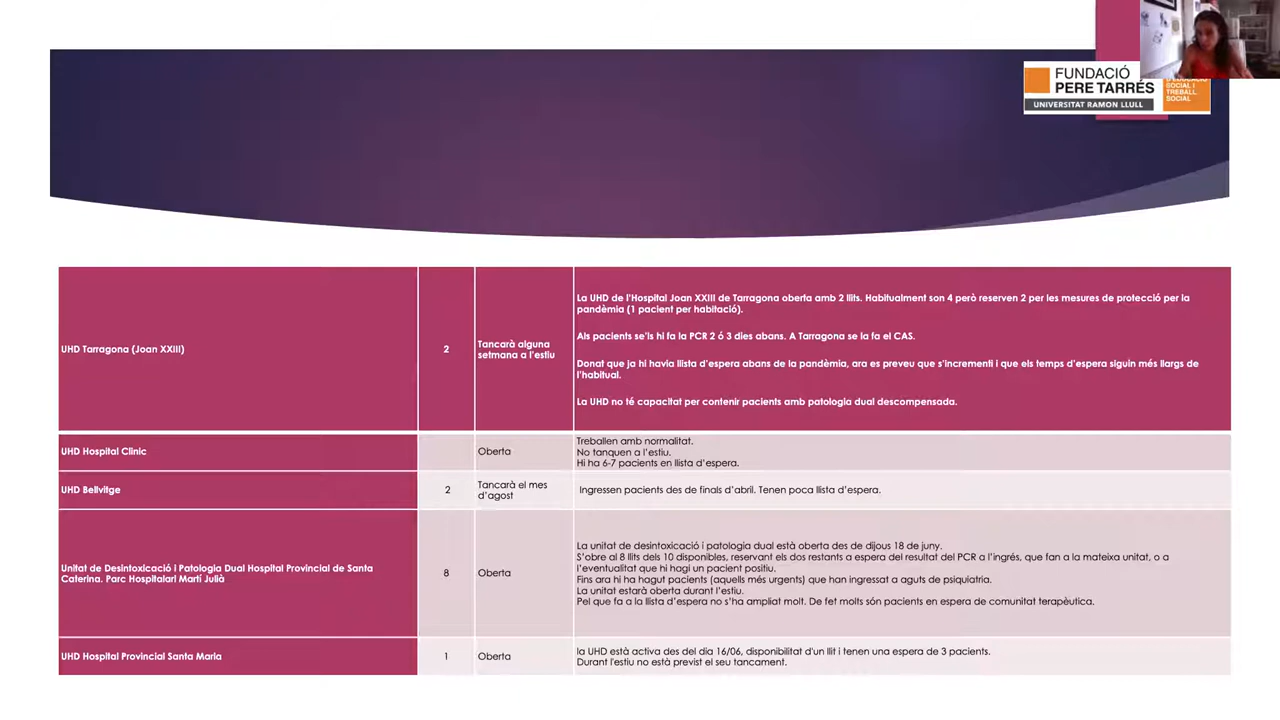 FUNDACIÓ
PERE TARRÉS
UNIVERSITAT RAMON LLULL
SOCIAL I
TREBALL
SOCIAL
UHD Tarragona (Joan XXIII)
2
Tancarà alguna
setmana a l'estiu
La UHD de l'Hospital Joan XXIII de Tarragona oberta amb 2 llits. Habitualment son 4 però reserven 2 per les mesures de protecció per la
pandèmia (1 pacient per habitació).
Als pacients se'ls hi fa la PCR 2 ó 3 dies abans. A Tarragona se la fa el CAS.
Donat que ja hi havia llista d'espera abans de la pandèmia, ara es preveu que s'incrementi i que els temps d'espera siguin més llargs de
l'habitual.
La UHD no té capacitat per contenir pacients amb patologia dual descompensada.
UHD Hospital Clinic
Oberta
Treballen amb normalitat.
No tanquen a l'estiu.
Hi ha 6-7 pacients en llista d'espera.
UHD Bellvitge
2
Tancarà el mes
d'agost
Ingressen pacients des de finals d'abril. Tenen poca llista d'espera.
Unitat de Desintoxicació i Patologia Dual Hospital Provincial de Santa
Caterina. Parc Hospitalari Martí Julià
8
Oberta
La unitat de desintoxicació i patologia dual està oberta des de dijous 18 de juny.
S'obre al 8 llits dels 10 disponibles, reservant els dos restants a espera del resultat del PCR a l'ingrés, que fan a la mateixa unitat, o a
l'eventualitat que hi hagi un pacient positiu.
Fins ara hi ha hagut pacients (aquells més urgents) que han ingressat a aguts de psiquiatria.
La unitat estarà oberta durant l'estiu.
Pel que fa a la llista d'espera no s'ha ampliat molt. De fet molts són pacients en espera de comunitat terapèutica.
UHD Hospital Provincial Santa Maria
1
Oberta
la UHD està activa des del dia 16/06, disponibilitat d'un llit i tenen una espera de 3 pacients.
Durant l'estiu no està previst el seu tancament.